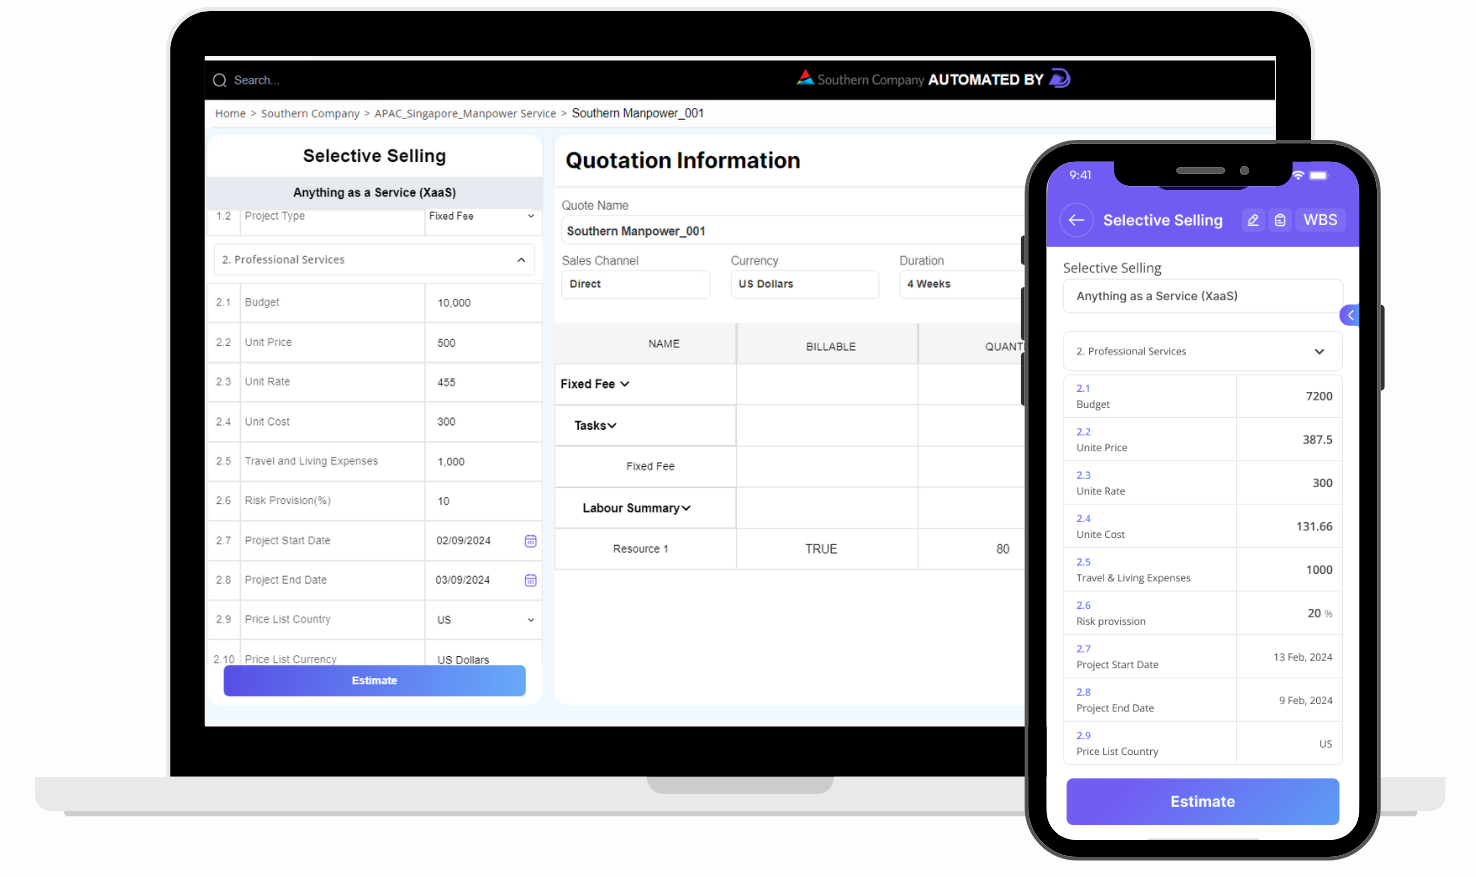 Search...
Southern Company AUTOMATED BY
Home > Southern Company > APAC_Singapore_Manpower Service > Southern Manpower_001
Selective Selling
Anything as a Service (XaaS)
1.2 Project Type Fixed Fee
2. Professional Services
2.1 Budget 10,000
2.2 Unit Price 500
2.3 Unit Rate 455
2.4 Unit Cost 300
2.5 Travel and Living Expenses 1,000
2.6 Risk Provision(%) 10
2.7 Project Start Date 02/09/2024
2.8 Project End Date 03/09/2024
2.9 Price List Country US
2.10 Price List Currency US Dollars
Estimate
Quotation Information
Quote Name
Southern Manpower_001
Sales Channel Currency Duration
Direct US Dollars 4 Weeks
NAME BILLABLE QUANT
Fixed Fee
Tasks
Fixed Fee
Labour Summary
Resource 1 TRUE 80
9:41
Selective Selling WBS
Selective Selling
Anything as a Service (XaaS)
2. Professional Services
2.1
Budget 7200
2.2
Unite Price 387.5
2.3
Unite Rate 300
2.4
Unite Cost 131.66
2.5
Travel & Living Expenses 1000
2.6
Risk provission 20 %
2.7
Project Start Date 13 Feb, 2024
2.8
Project End Date 9 Feb, 2024
2.9
Price List Country US
Estimate